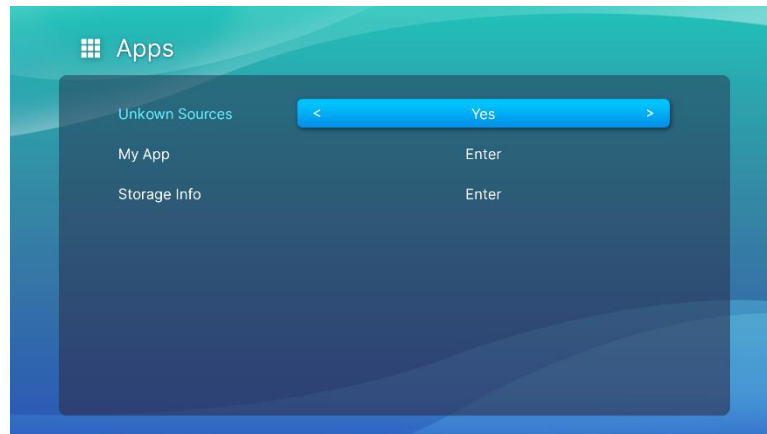 Apps
Unkown Sources < Yes >
My App Enter
Storage Info Enter